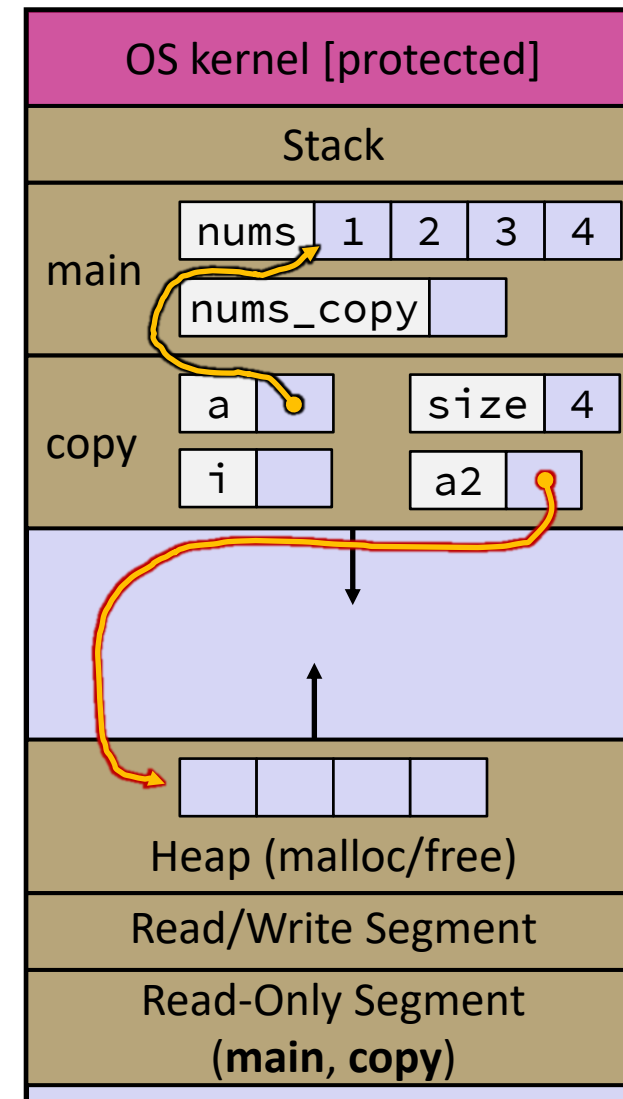 OS kernel [protected]
Stack
main
nums 1 2 3 4
nums_copy
copy
a size 4
i a2
Heap (malloc/free)
Read/Write Segment
Read-Only Segment
(main, copy)